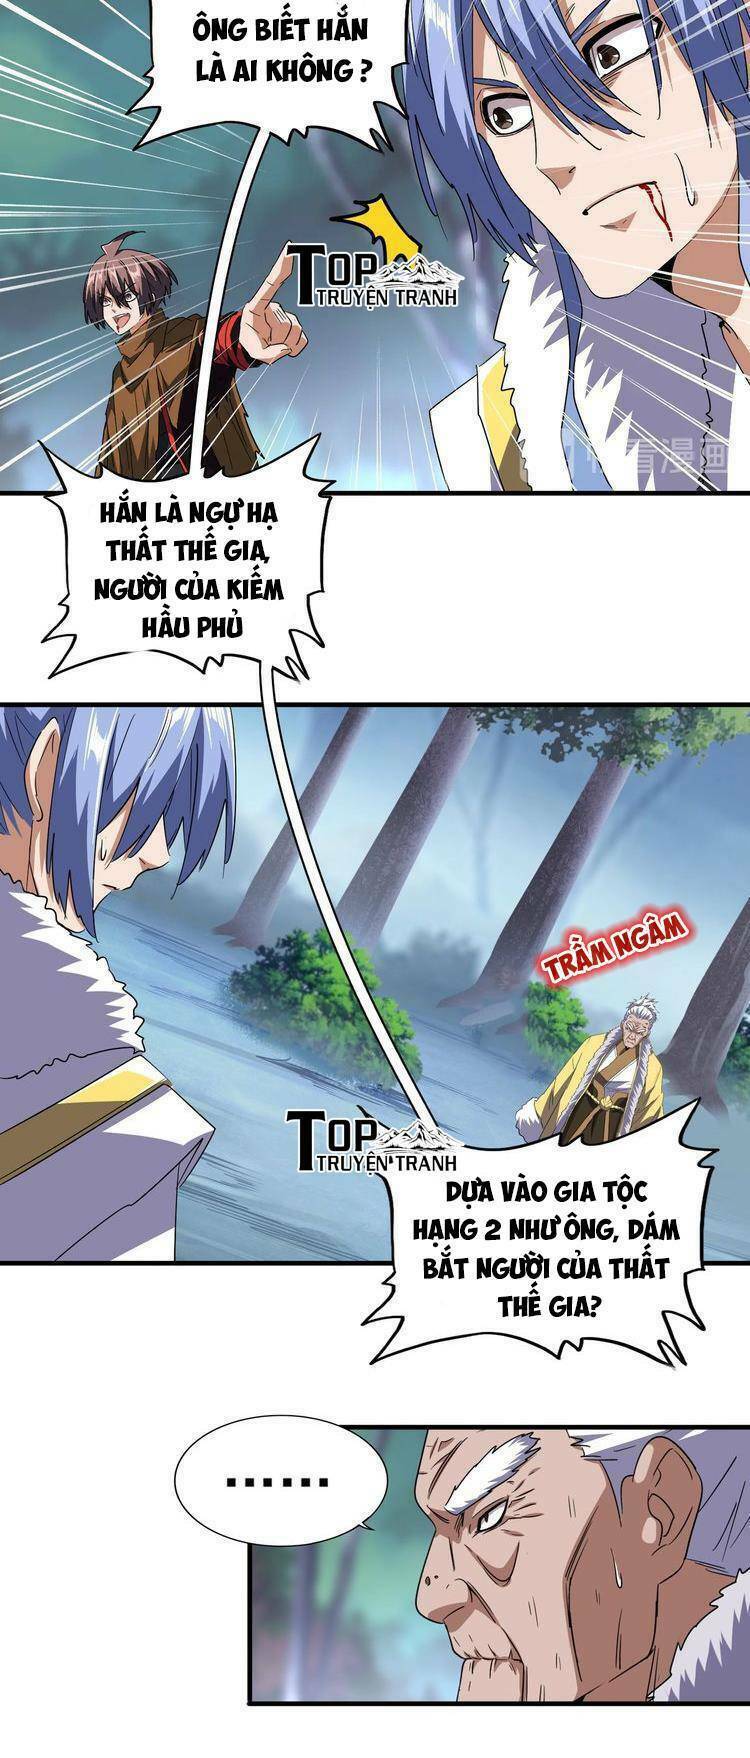 ÔNG BIẾT HẮN
LÀ AI KHÔNG ?
TOP
TRUYỆN TRANH
HẮN LÀ NGỰ HẠ
THẤT THẾ GIA,
NGƯỜI CỦA KIẾM
HẦU PHỦ
TRẦM NGÂM
TOP
TRUYỆN TRANH
DỰA VÀO GIA TỘC
HẠNG 2 NHƯ ÔNG, DÁM
BẮT NGƯỜI CỦA THẤT
THẾ GIA?
......